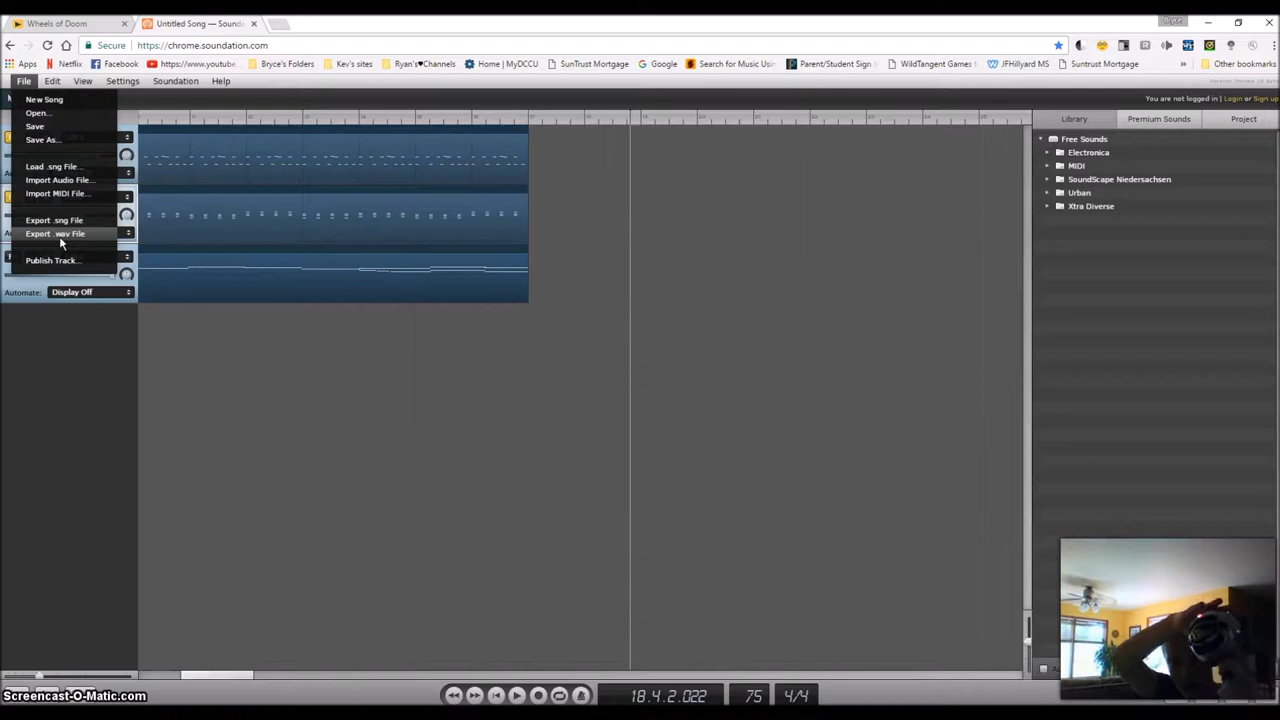 Wheels of Doom
Untitled Song — Sounda
Bryce
Secure
https://chrome.soundation.com
Apps
Netflix
Facebook
https://www.youtube.
Bryce's Folders
Kev's sites
Ryan's♥Channels
Home | MyDCCU
SunTrust Mortgage
Google
Search for Music Usin
Parent/Student Sign
WildTangent Games
JFHillyard MS
Suntrust Mortgage
»
Other bookmarks
File
Edit
View
Settings
Soundation
Help
You are not logged in | Login or Sign up
New Song
Open...
Save
Save As...
Load .sng File...
Import Audio File...
Import MIDI File...
Export .sng File
Export .wav File
Publish Track...
Automate:
Display Off
Library
Premium Sounds
Project
Free Sounds
Electronica
MIDI
SoundScape Niedersachsen
Urban
Xtra Diverse
18.4.2.022
75
4/4
Screencast-O-Matic.com